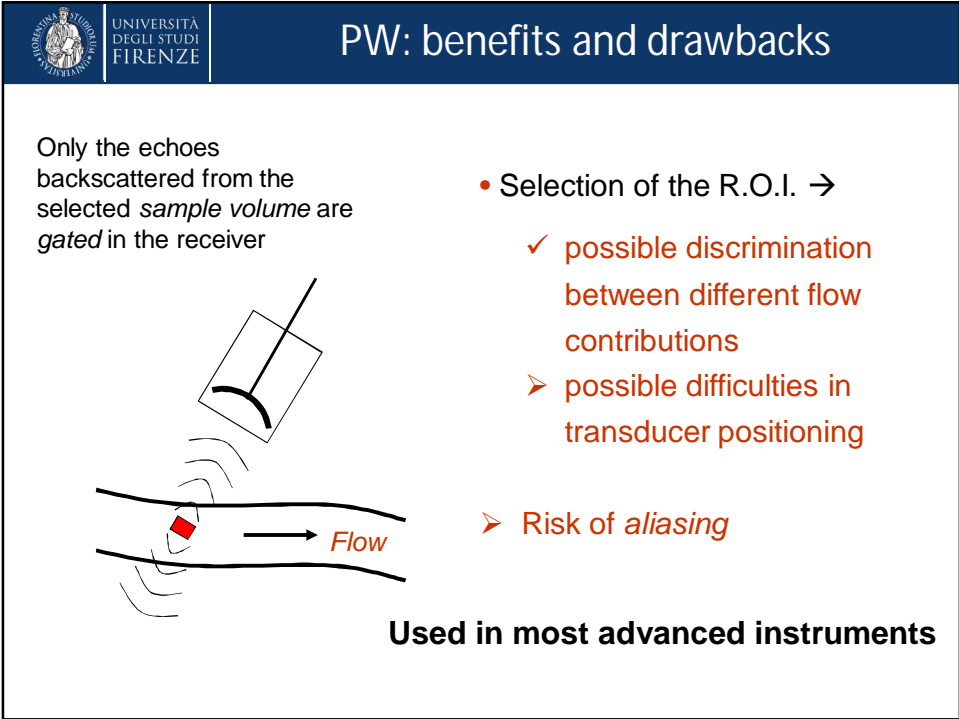 UNIVERSITÀ
DEGLI STUDI
FIRENZE
PW: benefits and drawbacks
Only the echoes
backscattered from the
selected sample volume are
gated in the receiver
Flow
• Selection of the R.O.I. →
✓ possible discrimination
between different flow
contributions
➢ possible difficulties in
transducer positioning
➢ Risk of aliasing
Used in most advanced instruments